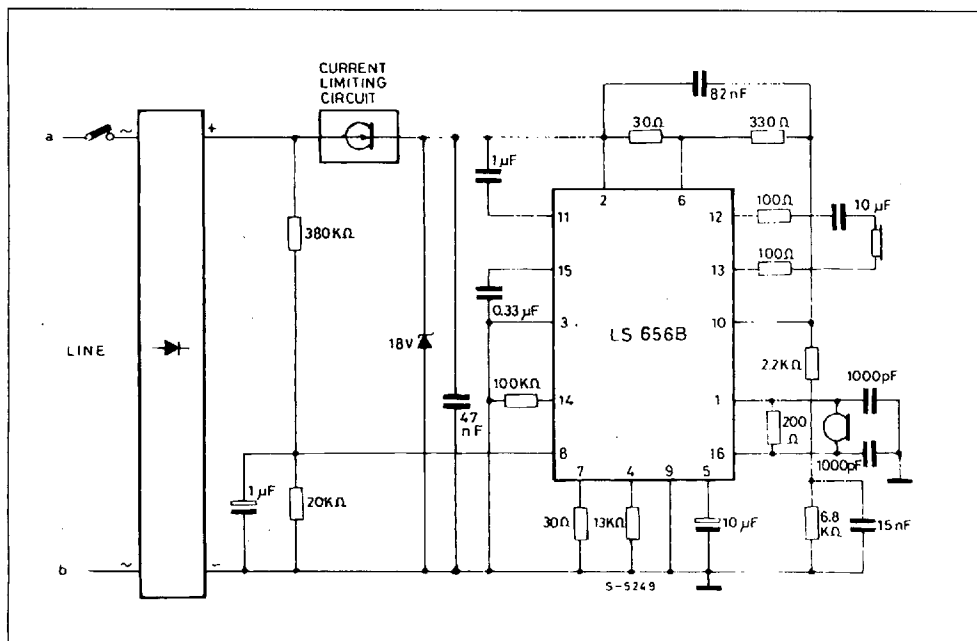 CURRENT
LIMITING
CIRCUIT
82nF
a
~
+
30Ω
330Ω
1µF
2
6
11
12
100Ω
10µF
380KΩ
15
13
100Ω
0.33µF
3
LS 656B
10
LINE
18V
2.2KΩ
1000pF
100KΩ
14
1
47
nF
200
Ω
8
16
1000pF
1µF
20KΩ
7
4
9
5
30Ω
13KΩ
10µF
6.8
KΩ
15nF
b
~
-
S-5249